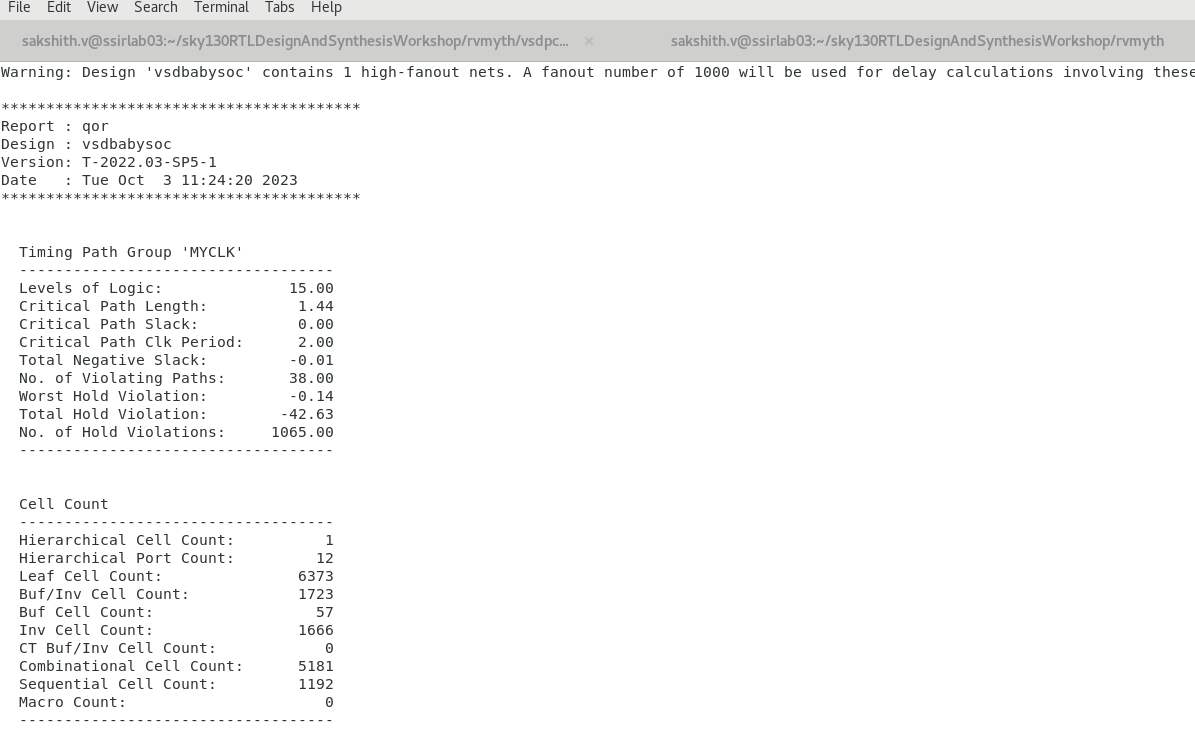 File Edit View Search Terminal Tabs Help
sakshith.v@ssirlab03:~/sky130RTLDesignAndSynthesisWorkshop/rvmyth/vsdpc... × sakshith.v@ssirlab03:~/sky130RTLDesignAndSynthesisWorkshop/rvmyth
Warning: Design 'vsdbabysoc' contains 1 high-fanout nets. A fanout number of 1000 will be used for delay calculations involving these
****************************************
Report : qor
Design : vsdbabysoc
Version: T-2022.03-SP5-1
Date   : Tue Oct  3 11:24:20 2023
****************************************
Timing Path Group 'MYCLK'
-----------------------------------
Levels of Logic:              15.00
Critical Path Length:          1.44
Critical Path Slack:           0.00
Critical Path Clk Period:      2.00
Total Negative Slack:         -0.01
No. of Violating Paths:       38.00
Worst Hold Violation:         -0.14
Total Hold Violation:        -42.63
No. of Hold Violations:     1065.00
-----------------------------------
Cell Count
-----------------------------------
Hierarchical Cell Count:          1
Hierarchical Port Count:         12
Leaf Cell Count:               6373
Buf/Inv Cell Count:            1723
Buf Cell Count:                  57
Inv Cell Count:                1666
CT Buf/Inv Cell Count:            0
Combinational Cell Count:      5181
Sequential Cell Count:         1192
Macro Count:                      0
-----------------------------------